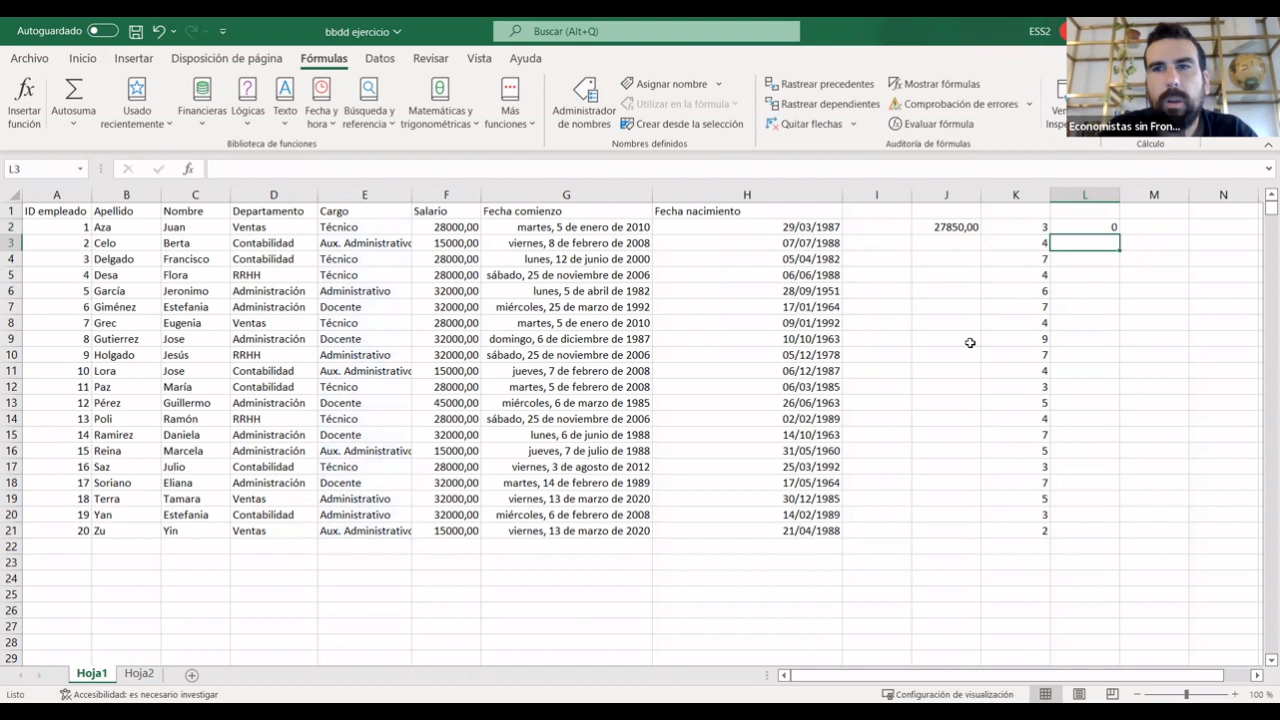 Autoguardado bbdd ejercicio Buscar (Alt+Q) ESS2
Archivo Inicio Insertar Disposición de página Fórmulas Datos Revisar Vista Ayuda
fx Insertar función
Autosuma
Usado recientemente
Financieras
Lógicas
Texto
Fecha y hora
Búsqueda y referencia
Matemáticas y trigonométricas
Más funciones
Biblioteca de funciones
Administrador de nombres
Asignar nombre
Utilizar en la fórmula
Crear desde la selección
Nombres definidos
Rastrear precedentes
Rastrear dependientes
Quitar flechas
Mostrar fórmulas
Comprobación de errores
Evaluar fórmula
Auditoría de fórmulas
Economistas sin Fron...
Cálculo
L3 fx
A B C D E F G H I J K L M N
1 ID empleado Apellido Nombre Departamento Cargo Salario Fecha comienzo Fecha nacimiento
2 1 Aza Juan Ventas Técnico 28000,00 martes, 5 de enero de 2010 29/03/1987 27850,00 3 0
3 2 Celo Berta Contabilidad Aux. Administrativo 15000,00 viernes, 8 de febrero de 2008 07/07/1988 4
4 3 Delgado Francisco Contabilidad Técnico 28000,00 lunes, 12 de junio de 2000 05/04/1982 7
5 4 Desa Flora RRHH Técnico 28000,00 sábado, 25 de noviembre de 2006 06/06/1988 4
6 5 García Jeronimo Administración Administrativo 32000,00 lunes, 5 de abril de 1982 28/09/1951 6
7 6 Giménez Estefania Administración Docente 32000,00 miércoles, 25 de marzo de 1992 17/01/1964 7
8 7 Grec Eugenia Ventas Técnico 28000,00 martes, 5 de enero de 2010 09/01/1992 4
9 8 Gutierrez Jose Administración Docente 32000,00 domingo, 6 de diciembre de 1987 10/10/1963 9
10 9 Holgado Jesús RRHH Administrativo 32000,00 sábado, 25 de noviembre de 2006 05/12/1978 7
11 10 Lora Jose Contabilidad Aux. Administrativo 15000,00 jueves, 7 de febrero de 2008 06/12/1987 4
12 11 Paz María Contabilidad Técnico 28000,00 martes, 5 de febrero de 2008 06/03/1985 3
13 12 Pérez Guillermo Administración Docente 45000,00 miércoles, 6 de marzo de 1985 26/06/1963 5
14 13 Poli Ramón RRHH Técnico 28000,00 sábado, 25 de noviembre de 2006 02/02/1989 4
15 14 Ramirez Daniela Administración Docente 32000,00 lunes, 6 de junio de 1988 14/10/1963 7
16 15 Reina Marcela Administración Aux. Administrativo 15000,00 jueves, 7 de julio de 1988 31/05/1960 5
17 16 Saz Julio Contabilidad Técnico 28000,00 viernes, 3 de agosto de 2012 25/03/1992 3
18 17 Soriano Eliana Administración Docente 32000,00 martes, 14 de febrero de 1989 17/05/1964 7
19 18 Terra Tamara Ventas Administrativo 32000,00 viernes, 13 de marzo de 2020 30/12/1985 5
20 19 Yan Estefania Contabilidad Administrativo 32000,00 miércoles, 6 de febrero de 2008 14/02/1989 3
21 20 Zu Yin Ventas Aux. Administrativo 15000,00 viernes, 13 de marzo de 2020 21/04/1988 2
22
23
24
25
26
27
28
29
Hoja1 Hoja2
Listo Accesibilidad: es necesario investigar Configuración de visualización 100 %